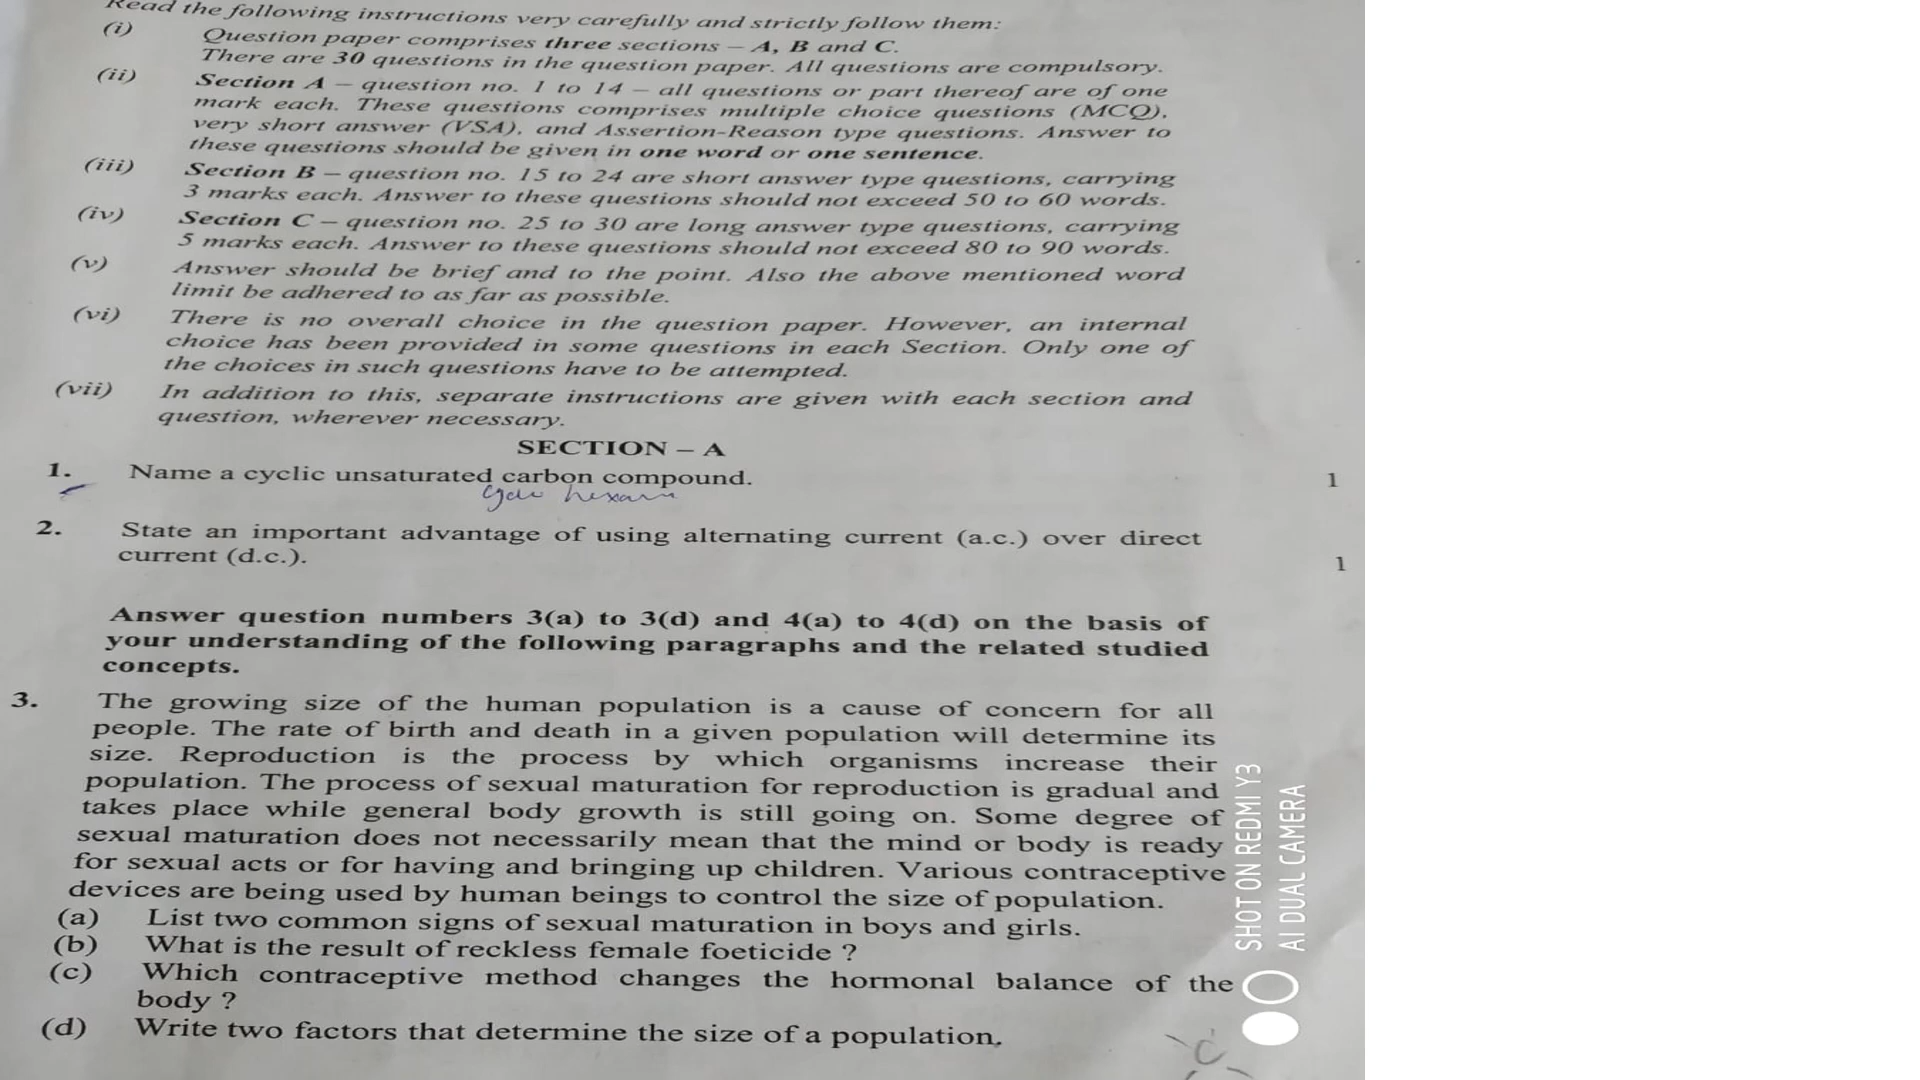 Read the following instructions very carefully and strictly follow them:
(i) Question paper comprises three sections – A, B and C.
There are 30 questions in the question paper. All questions are compulsory.
(ii) Section A – question no. 1 to 14 – all questions or part thereof are of one
mark each. These questions comprises multiple choice questions (MCQ),
very short answer (VSA), and Assertion-Reason type questions. Answer to
these questions should be given in one word or one sentence.
(iii) Section B – question no. 15 to 24 are short answer type questions, carrying
3 marks each. Answer to these questions should not exceed 50 to 60 words.
(iv) Section C – question no. 25 to 30 are long answer type questions, carrying
5 marks each. Answer to these questions should not exceed 80 to 90 words.
(v) Answer should be brief and to the point. Also the above mentioned word
limit be adhered to as far as possible.
(vi) There is no overall choice in the question paper. However, an internal
choice has been provided in some questions in each Section. Only one of
the choices in such questions have to be attempted.
(vii) In addition to this, separate instructions are given with each section and
question, wherever necessary.
SECTION – A
1. Name a cyclic unsaturated carbon compound. 1
2. State an important advantage of using alternating current (a.c.) over direct
current (d.c.). 1
Answer question numbers 3(a) to 3(d) and 4(a) to 4(d) on the basis of
your understanding of the following paragraphs and the related studied
concepts.
3. The growing size of the human population is a cause of concern for all
people. The rate of birth and death in a given population will determine its
size. Reproduction is the process by which organisms increase their
population. The process of sexual maturation for reproduction is gradual and
takes place while general body growth is still going on. Some degree of
sexual maturation does not necessarily mean that the mind or body is ready
for sexual acts or for having and bringing up children. Various contraceptive
devices are being used by human beings to control the size of population.
(a) List two common signs of sexual maturation in boys and girls.
(b) What is the result of reckless female foeticide ?
(c) Which contraceptive method changes the hormonal balance of the
body ?
(d) Write two factors that determine the size of a population.
SHOT ON REDMI Y3
AI DUAL CAMERA